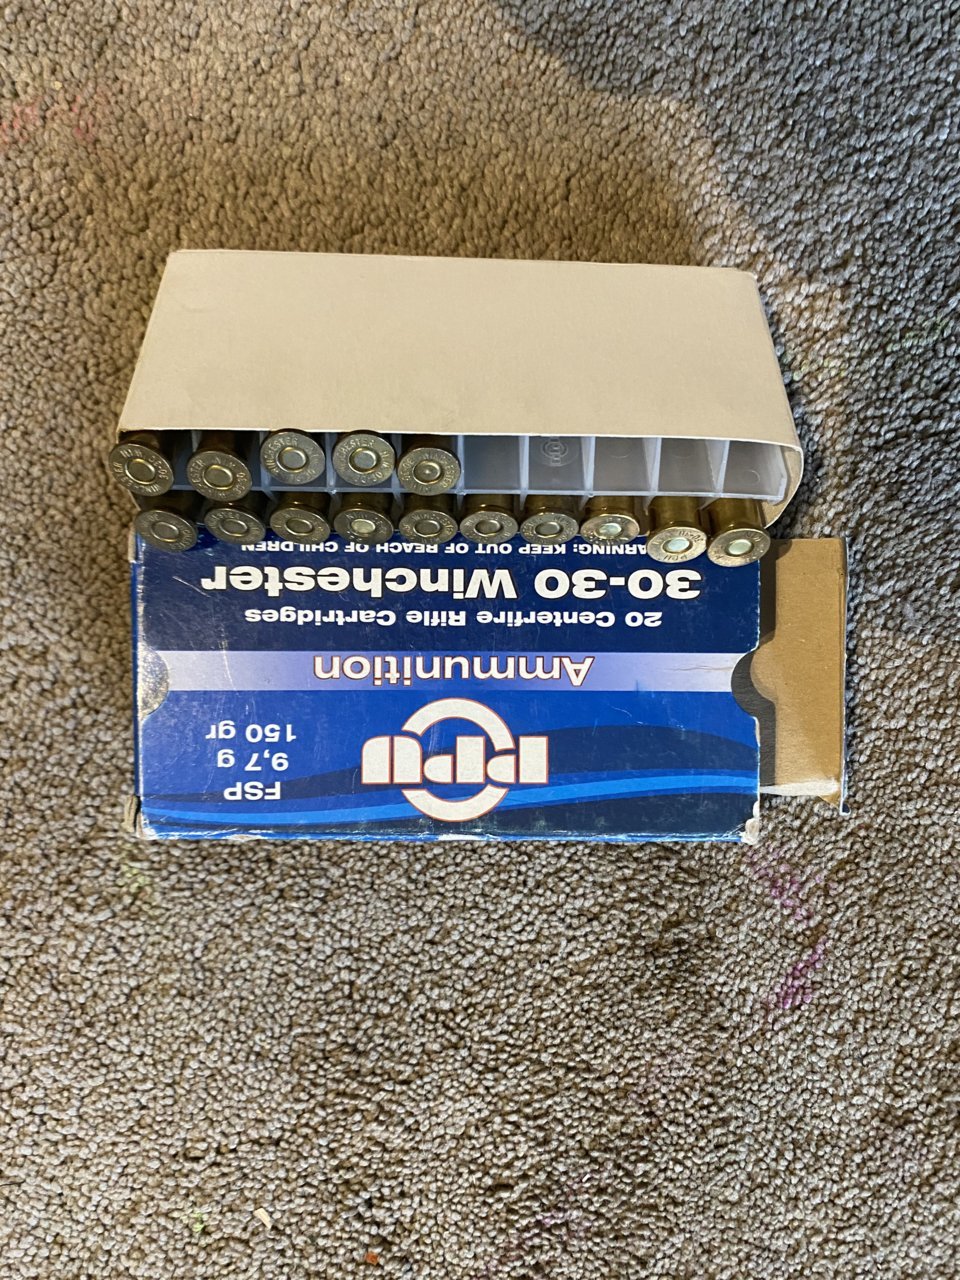 PPU
FSP
9,7 g
150 gr
Ammunition
20 Centerfire Rifle Cartridges
30-30 Winchester
ARNING: KEEP OUT OF REACH OF CHILDREN